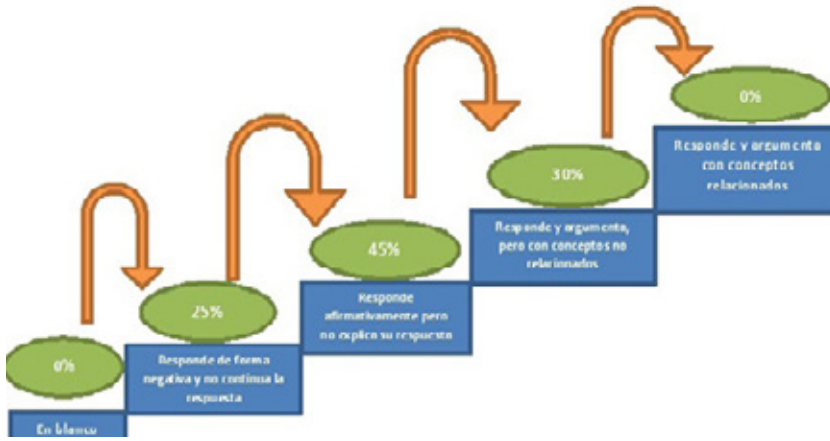 0%
En blanco
25%
Responde de forma
negativa y no continua la
respuesta
45%
Responde
afirmativamente pero
no explica su respuesta
30%
Responde y argumenta,
pero con conceptos no
relacionados
0%
Responde y argumenta
con conceptos
relacionados